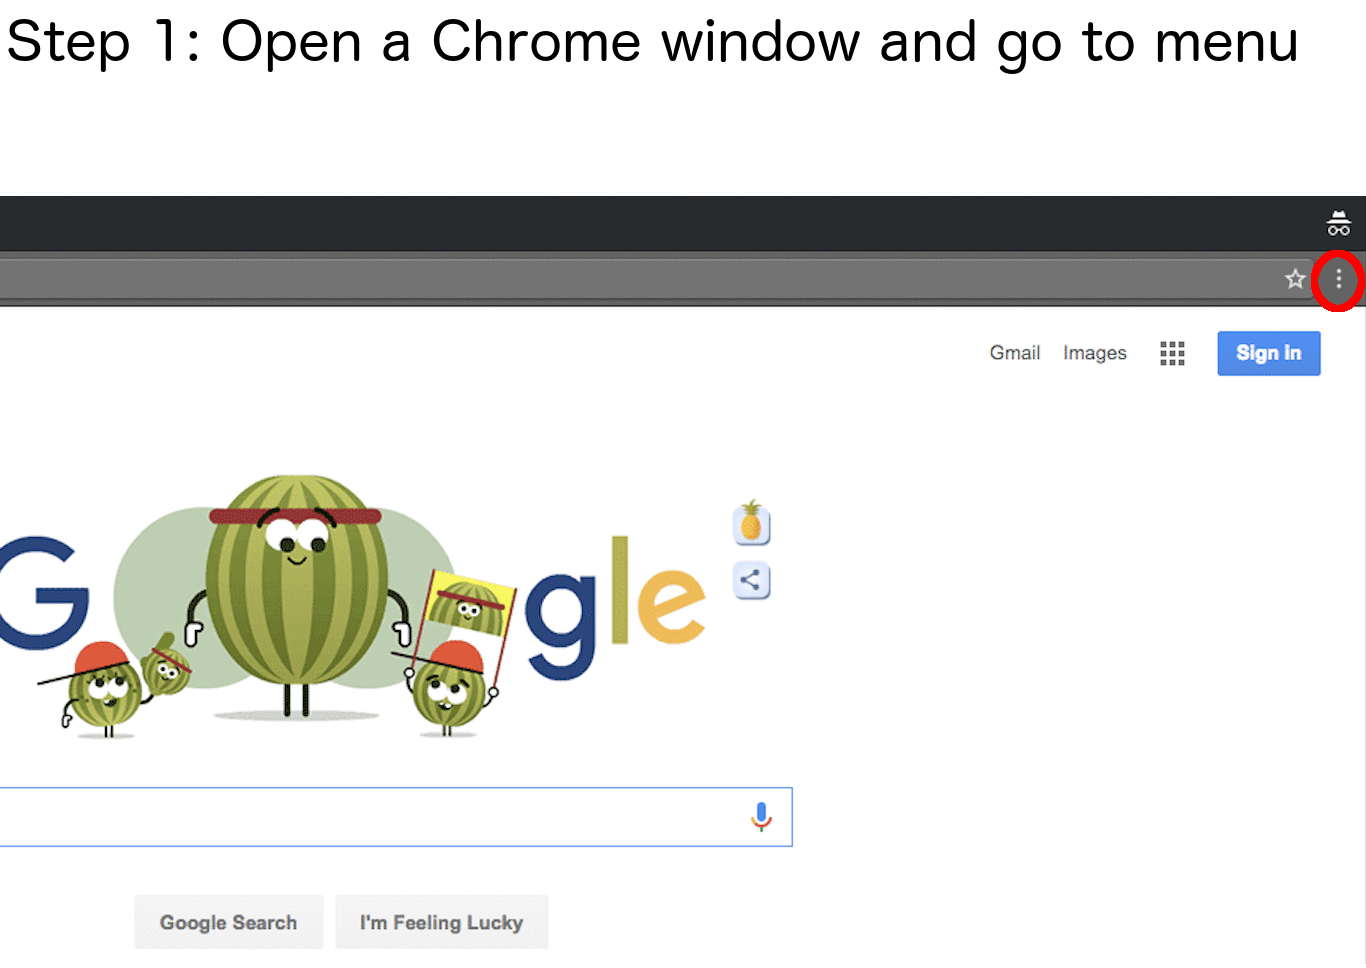 Step 1: Open a Chrome window and go to menu
Gmail Images Sign in
G gle
Google Search I'm Feeling Lucky